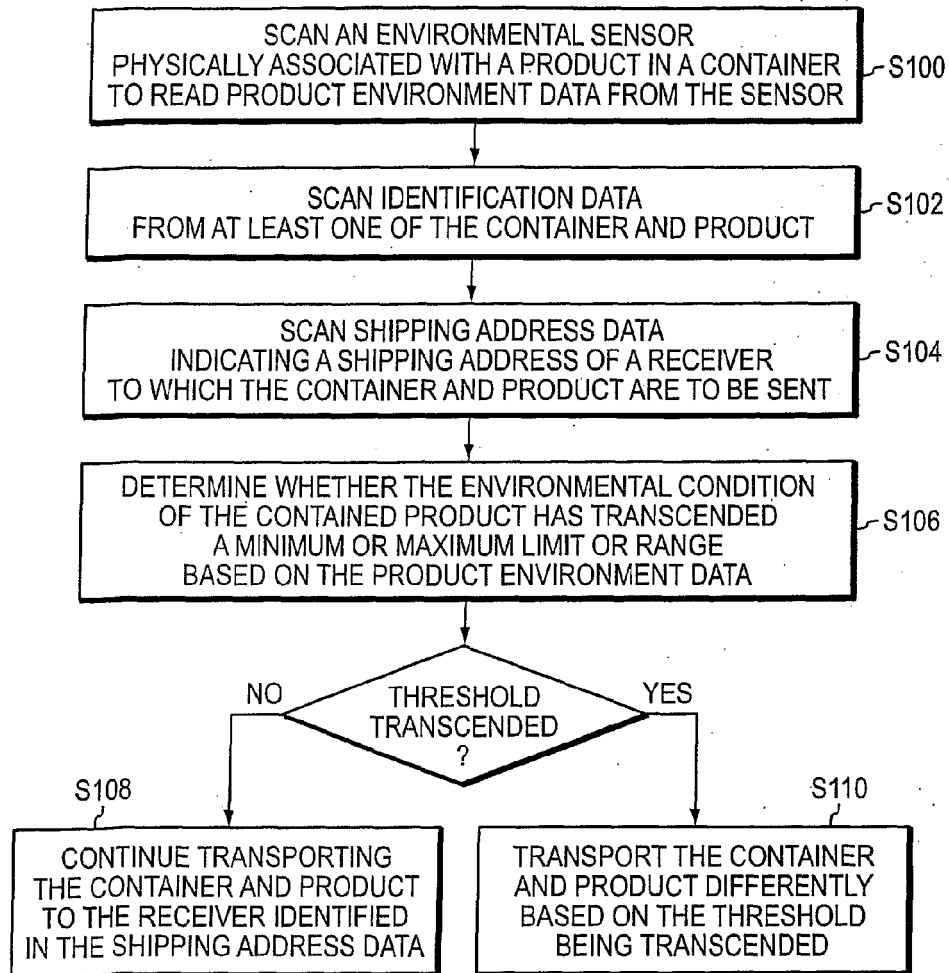 SCAN AN ENVIRONMENTAL SENSOR
PHYSICALLY ASSOCIATED WITH A PRODUCT IN A CONTAINER
TO READ PRODUCT ENVIRONMENT DATA FROM THE SENSOR
S100
SCAN IDENTIFICATION DATA
FROM AT LEAST ONE OF THE CONTAINER AND PRODUCT
S102
SCAN SHIPPING ADDRESS DATA
INDICATING A SHIPPING ADDRESS OF A RECEIVER
TO WHICH THE CONTAINER AND PRODUCT ARE TO BE SENT
S104
DETERMINE WHETHER THE ENVIRONMENTAL CONDITION
OF THE CONTAINED PRODUCT HAS TRANSCENDED
A MINIMUM OR MAXIMUM LIMIT OR RANGE
BASED ON THE PRODUCT ENVIRONMENT DATA
S106
NO
THRESHOLD
TRANSCENDED
?
YES
S108
CONTINUE TRANSPORTING
THE CONTAINER AND PRODUCT
TO THE RECEIVER IDENTIFIED
IN THE SHIPPING ADDRESS DATA
S110
TRANSPORT THE CONTAINER
AND PRODUCT DIFFERENTLY
BASED ON THE THRESHOLD
BEING TRANSCENDED